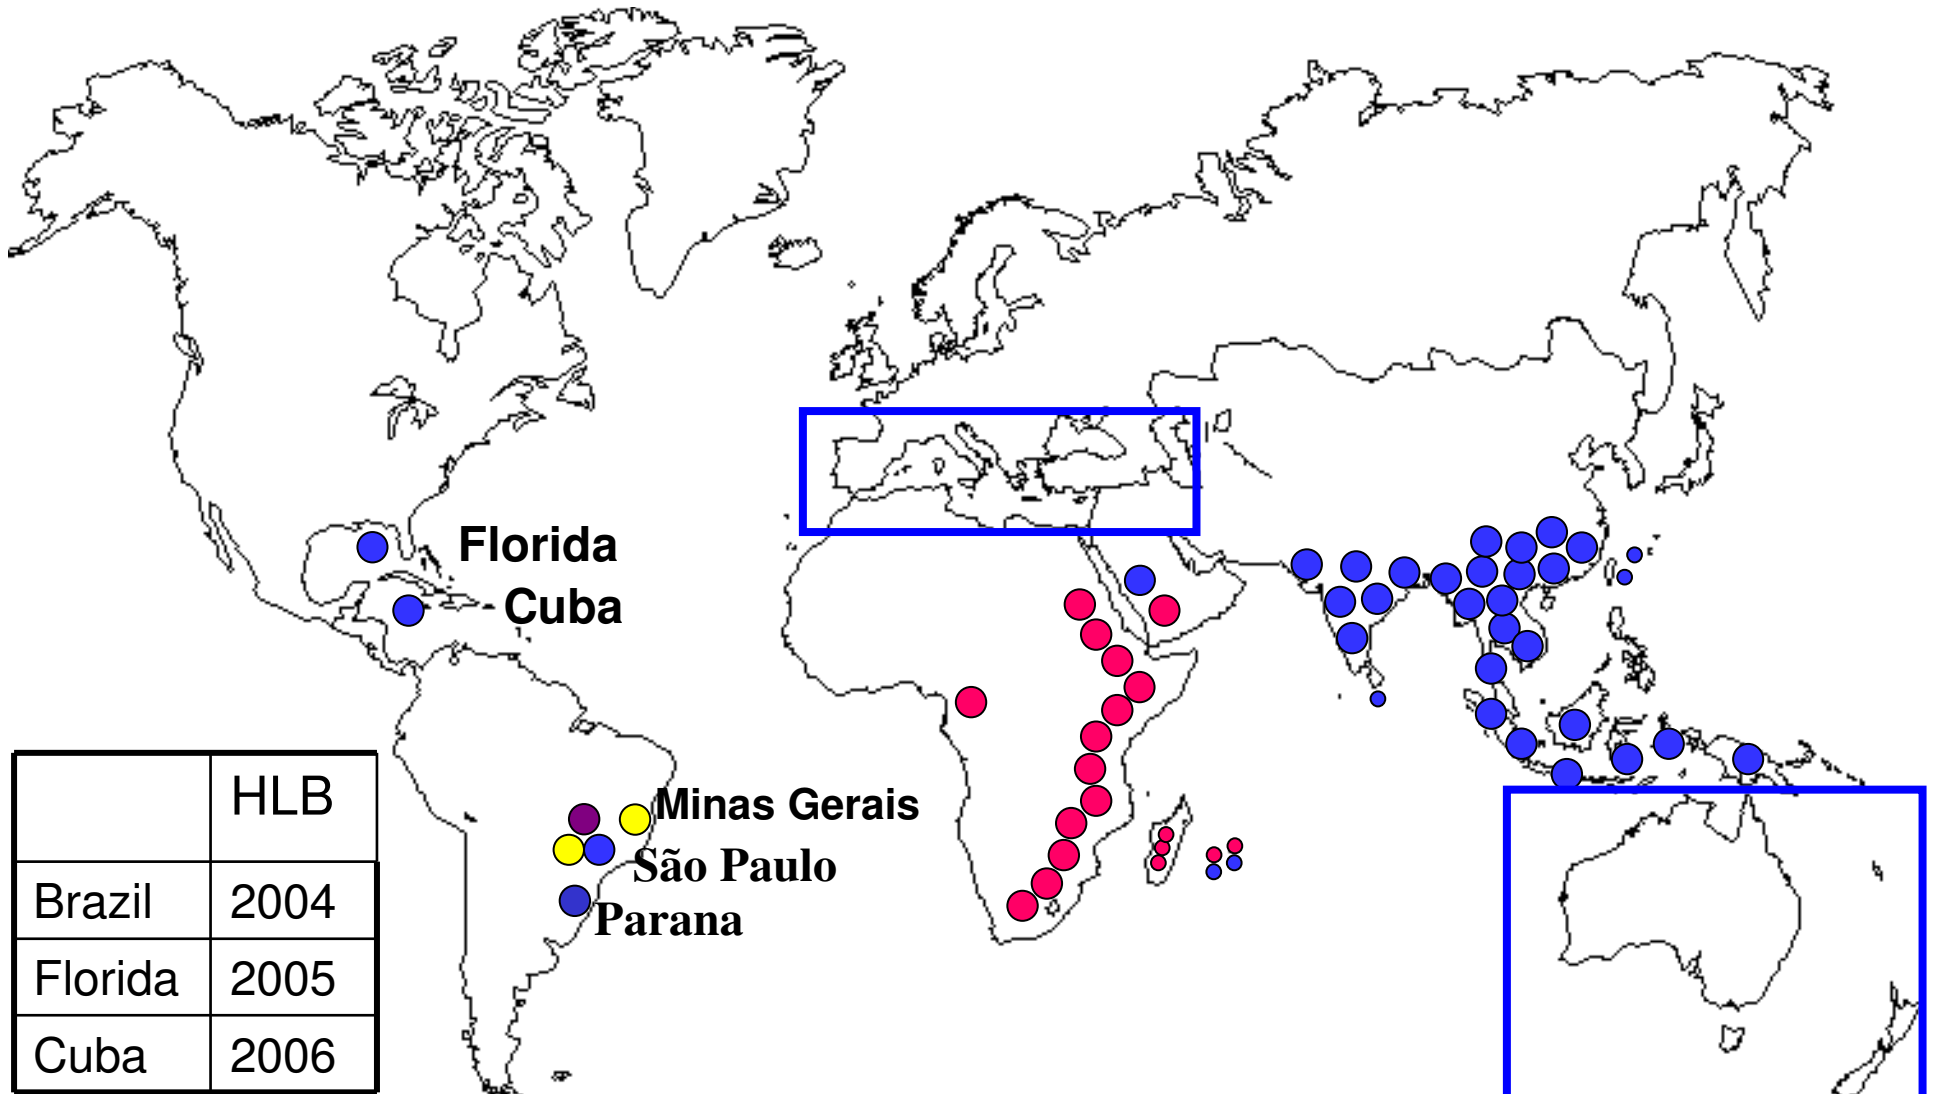 Florida
Cuba
Minas Gerais
São Paulo
Parana
HLB
Brazil 2004
Florida 2005
Cuba 2006